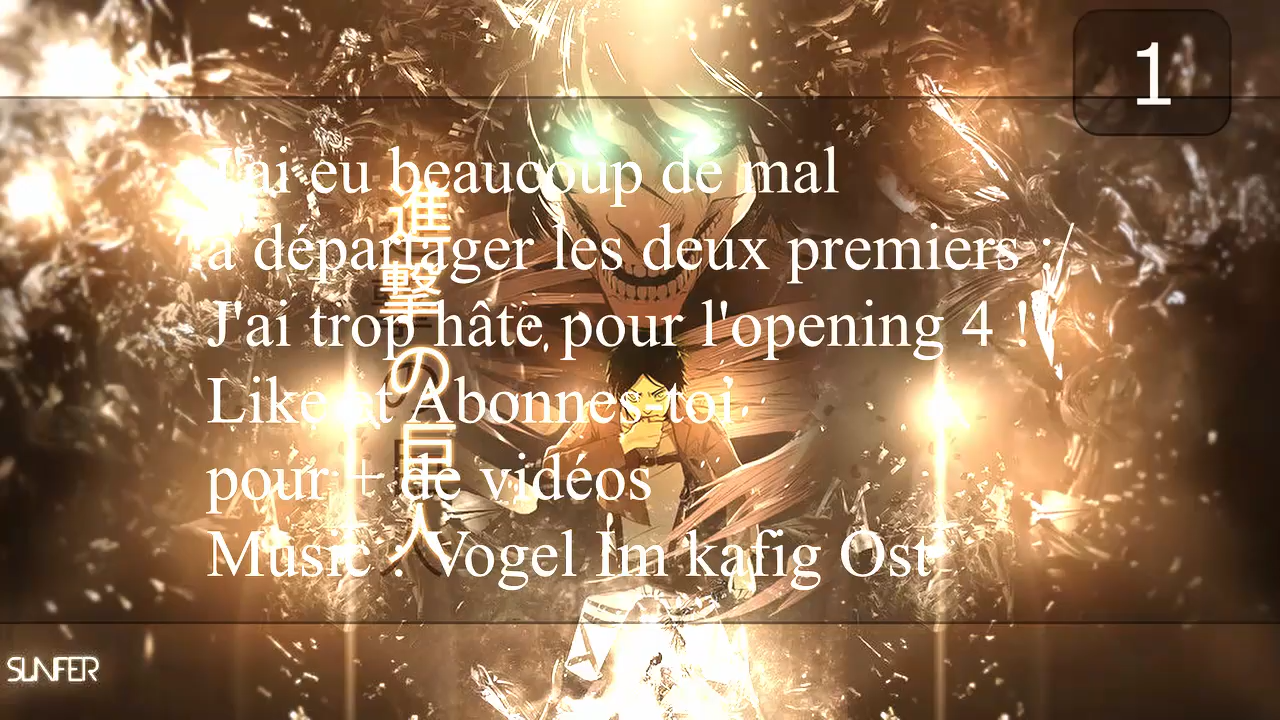 1
J'ai eu beaucoup de mal
à départager les deux premiers :/
J'ai trop hâte pour l'opening 4 !
Like et Abonnes-toi
pour + de vidéos
Music : Vogel Im kafig Ost
進撃の巨人
SUNFER